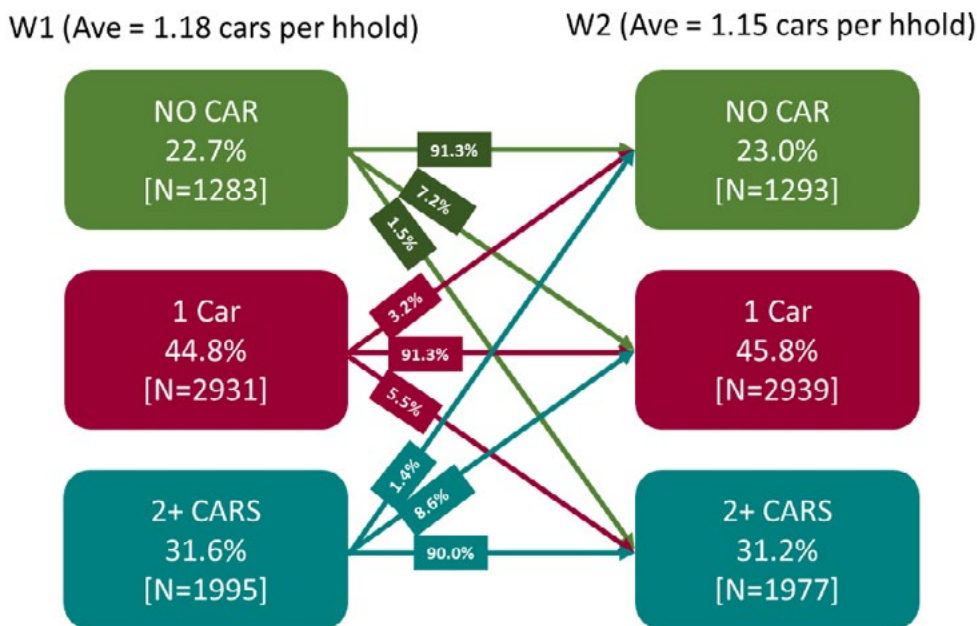 W1 (Ave = 1.18 cars per hhold)
W2 (Ave = 1.15 cars per hhold)
NO CAR
22.7%
[N=1283]
91.3%
7.2%
1.5%
NO CAR
23.0%
[N=1293]
1 Car
44.8%
[N=2931]
3.2%
91.3%
5.5%
1 Car
45.8%
[N=2939]
2+ CARS
31.6%
[N=1995]
1.4%
8.6%
90.0%
2+ CARS
31.2%
[N=1977]